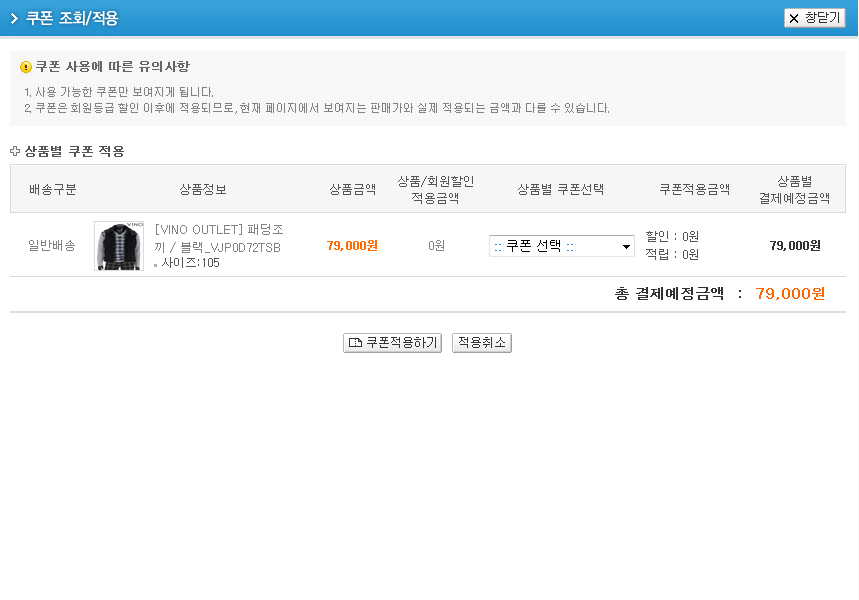 쿠폰 조회/적용
창닫기
쿠폰 사용에 따른 유의사항
1. 사용 가능한 쿠폰만 보여지게 됩니다.
2. 쿠폰은 회원등급 할인 이후에 적용되므로, 현재 페이지에서 보여지는 판매가와 실제 적용되는 금액과 다를 수 있습니다.
상품별 쿠폰 적용
배송구분
상품정보
상품금액
상품/회원할인
적용금액
상품별 쿠폰선택
쿠폰적용금액
상품별
결제예정금액
일반배송
VINO
[VINO OUTLET] 패딩조
끼 / 블랙_VJP0D72TSB
사이즈:105
79,000원
0원
:: 쿠폰 선택 ::
할인 : 0원
적립 : 0원
79,000원
총 결제예정금액 : 79,000원
쿠폰적용하기
적용취소